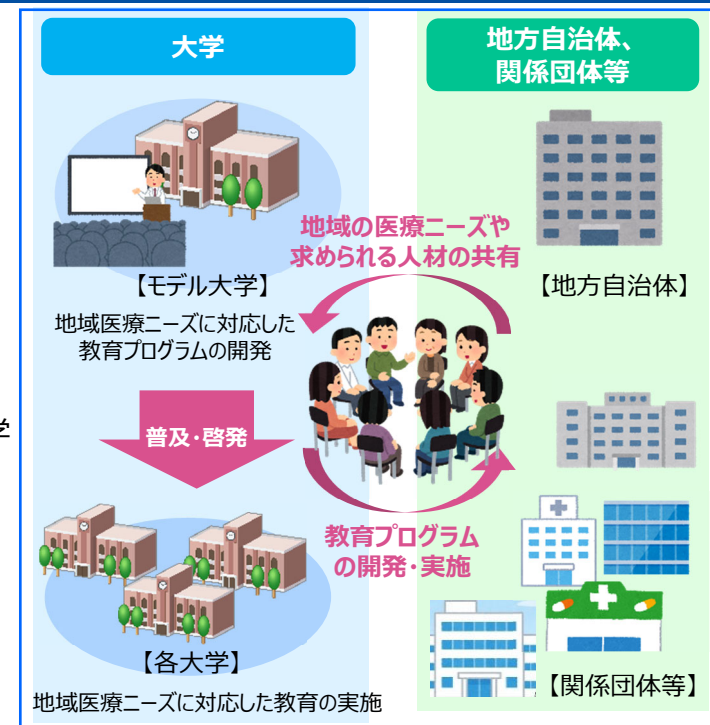 大学
地方自治体、
関係団体等
地域の医療ニーズや
求められる人材の共有
【モデル大学】
【地方自治体】
地域医療ニーズに対応した
教育プログラムの開発
学
普及・啓発
教育プログラム
の開発・実施
【各大学】
【関係団体等】
地域医療ニーズに対応した教育の実施